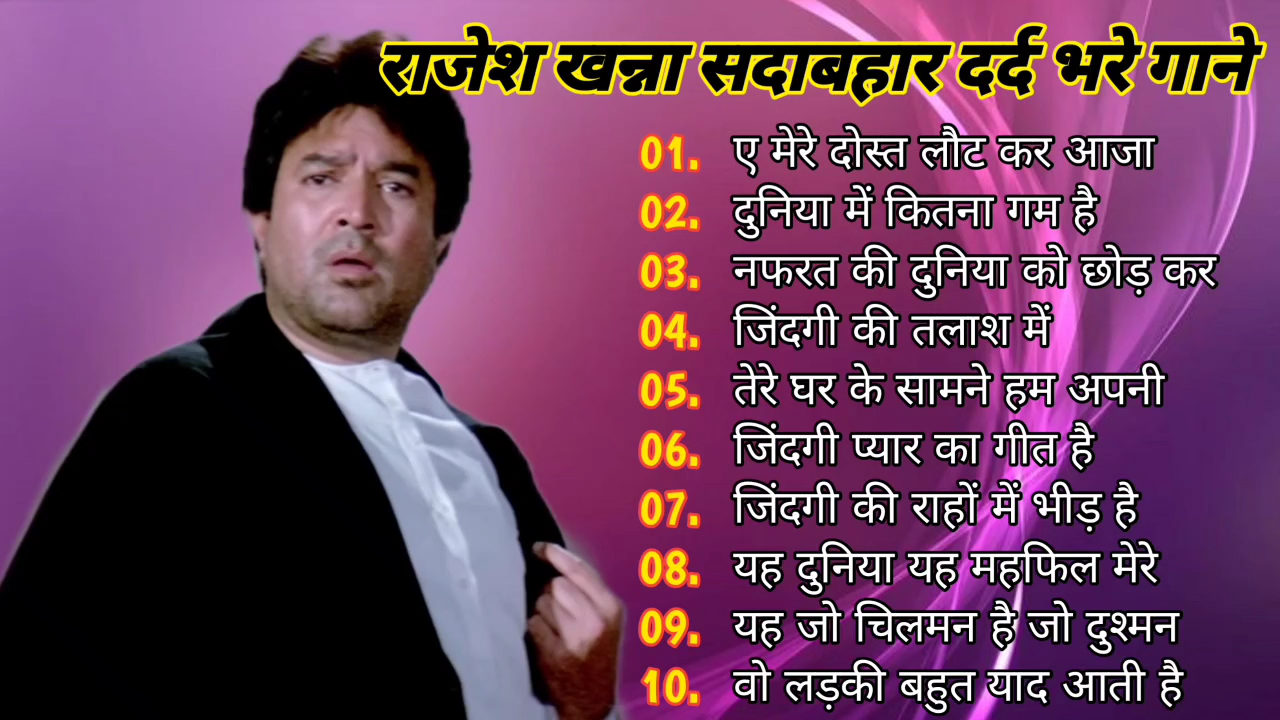 राजेश खन्ना सदाबहार दर्द भरे गाने
01. ए मेरे दोस्त लौट कर आजा
02. दुनिया में कितना गम है
03. नफरत की दुनिया को छोड़ कर
04. जिंदगी की तलाश में
05. तेरे घर के सामने हम अपनी
06. जिंदगी प्यार का गीत है
07. जिंदगी की राहों में भीड़ है
08. यह दुनिया यह महफिल मेरे
09. यह जो चिलमन है जो दुश्मन
10. वो लड़की बहुत याद आती है